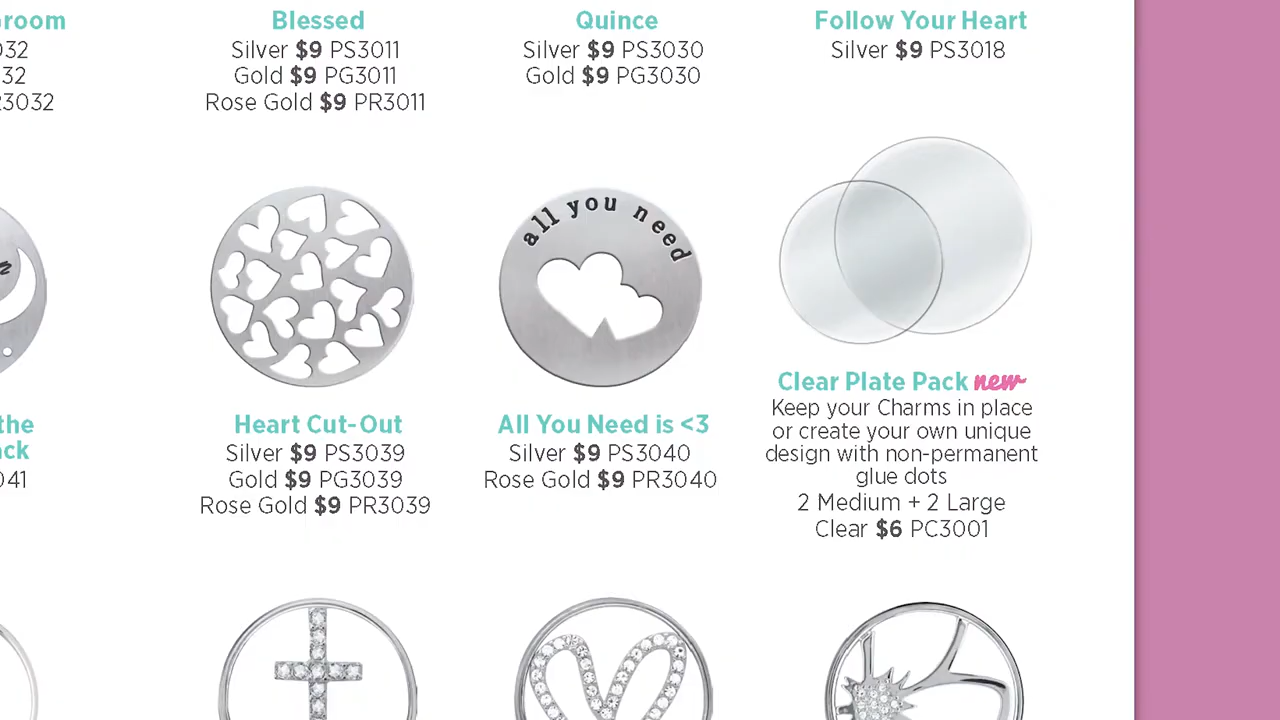 Blessed
Silver $9 PS3011
Gold $9 PG3011
Rose Gold $9 PR3011
Quince
Silver $9 PS3030
Gold $9 PG3030
Follow Your Heart
Silver $9 PS3018
all you need
the
041
Heart Cut-Out
Silver $9 PS3039
Gold $9 PG3039
Rose Gold $9 PR3039
All You Need is <3
Silver $9 PS3040
Rose Gold $9 PR3040
Clear Plate Pack new
Keep your Charms in place
or create your own unique
design with non-permanent
glue dots
2 Medium + 2 Large
Clear $6 PC3001